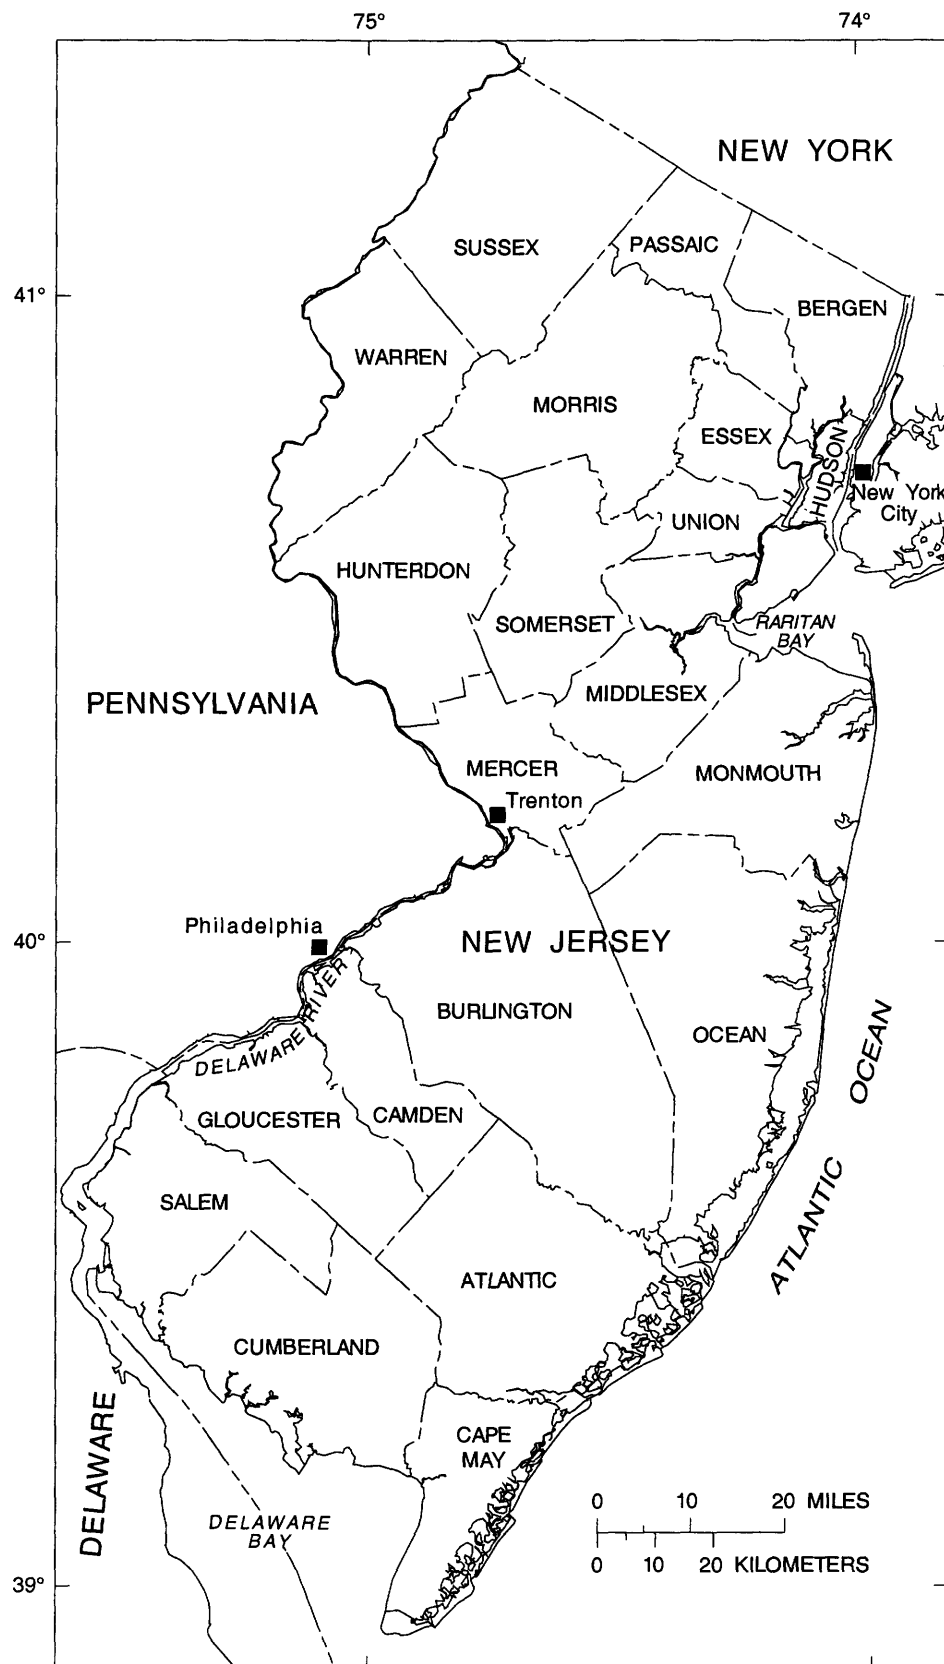 75°
74°
NEW YORK
SUSSEX
PASSAIC
41°
BERGEN
WARREN
MORRIS
ESSEX
HUDSON
New York
City
UNION
HUNTERDON
SOMERSET
RARITAN
BAY
PENNSYLVANIA
MIDDLESEX
MERCER
MONMOUTH
Trenton
Philadelphia
40°
NEW JERSEY
DELAWARE RIVER
BURLINGTON
OCEAN
ATLANTIC OCEAN
GLOUCESTER
CAMDEN
SALEM
ATLANTIC
CUMBERLAND
DELAWARE
CAPE
MAY
0 10 20 MILES
DELAWARE
BAY
0 10 20 KILOMETERS
39°